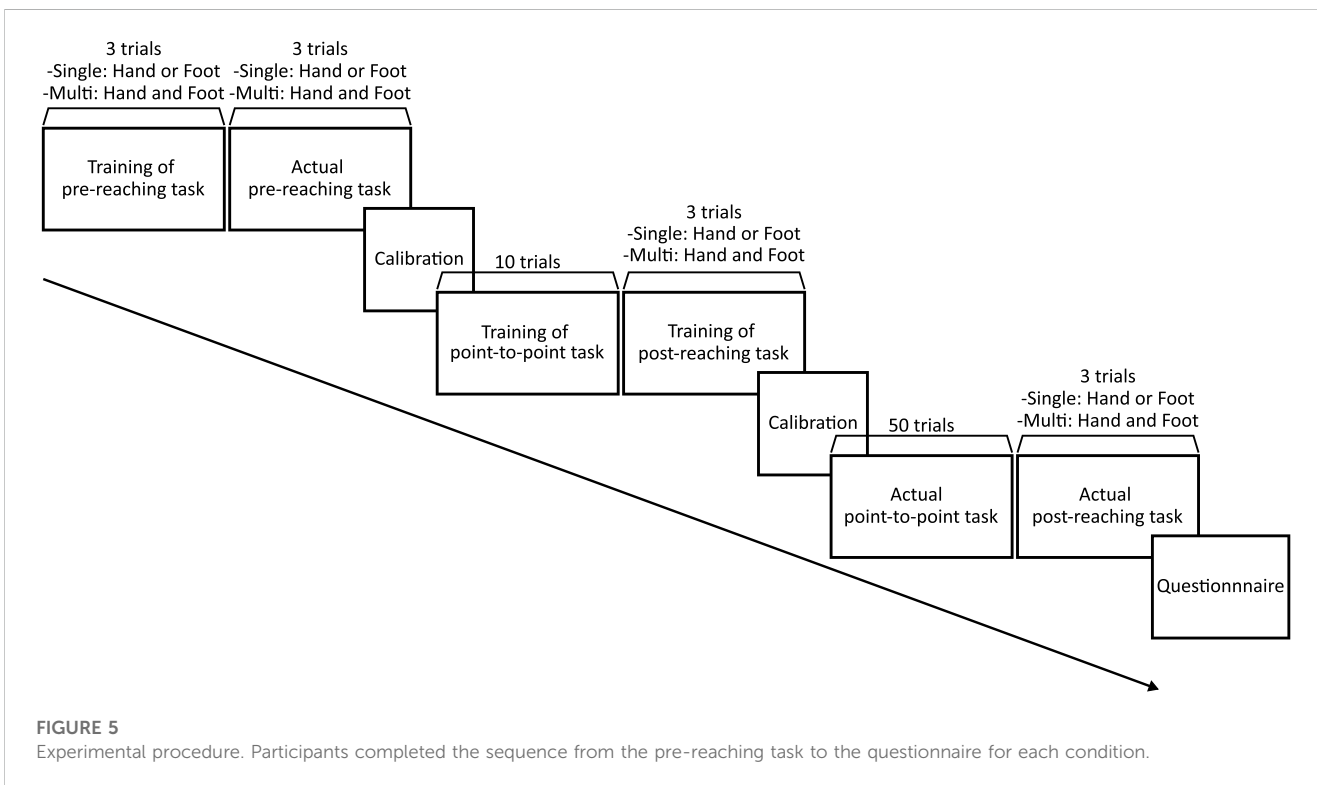 3 trials
-Single: Hand or Foot
-Multi: Hand and Foot
3 trials
-Single: Hand or Foot
-Multi: Hand and Foot
Training of
pre-reaching task
Actual
pre-reaching task
Calibration
10 trials
3 trials
-Single: Hand or Foot
-Multi: Hand and Foot
Training of
point-to-point task
Training of
post-reaching task
Calibration
50 trials
3 trials
-Single: Hand or Foot
-Multi: Hand and Foot
Actual
point-to-point task
Actual
post-reaching task
Questionnnaire
FIGURE 5
Experimental procedure. Participants completed the sequence from the pre-reaching task to the questionnaire for each condition.